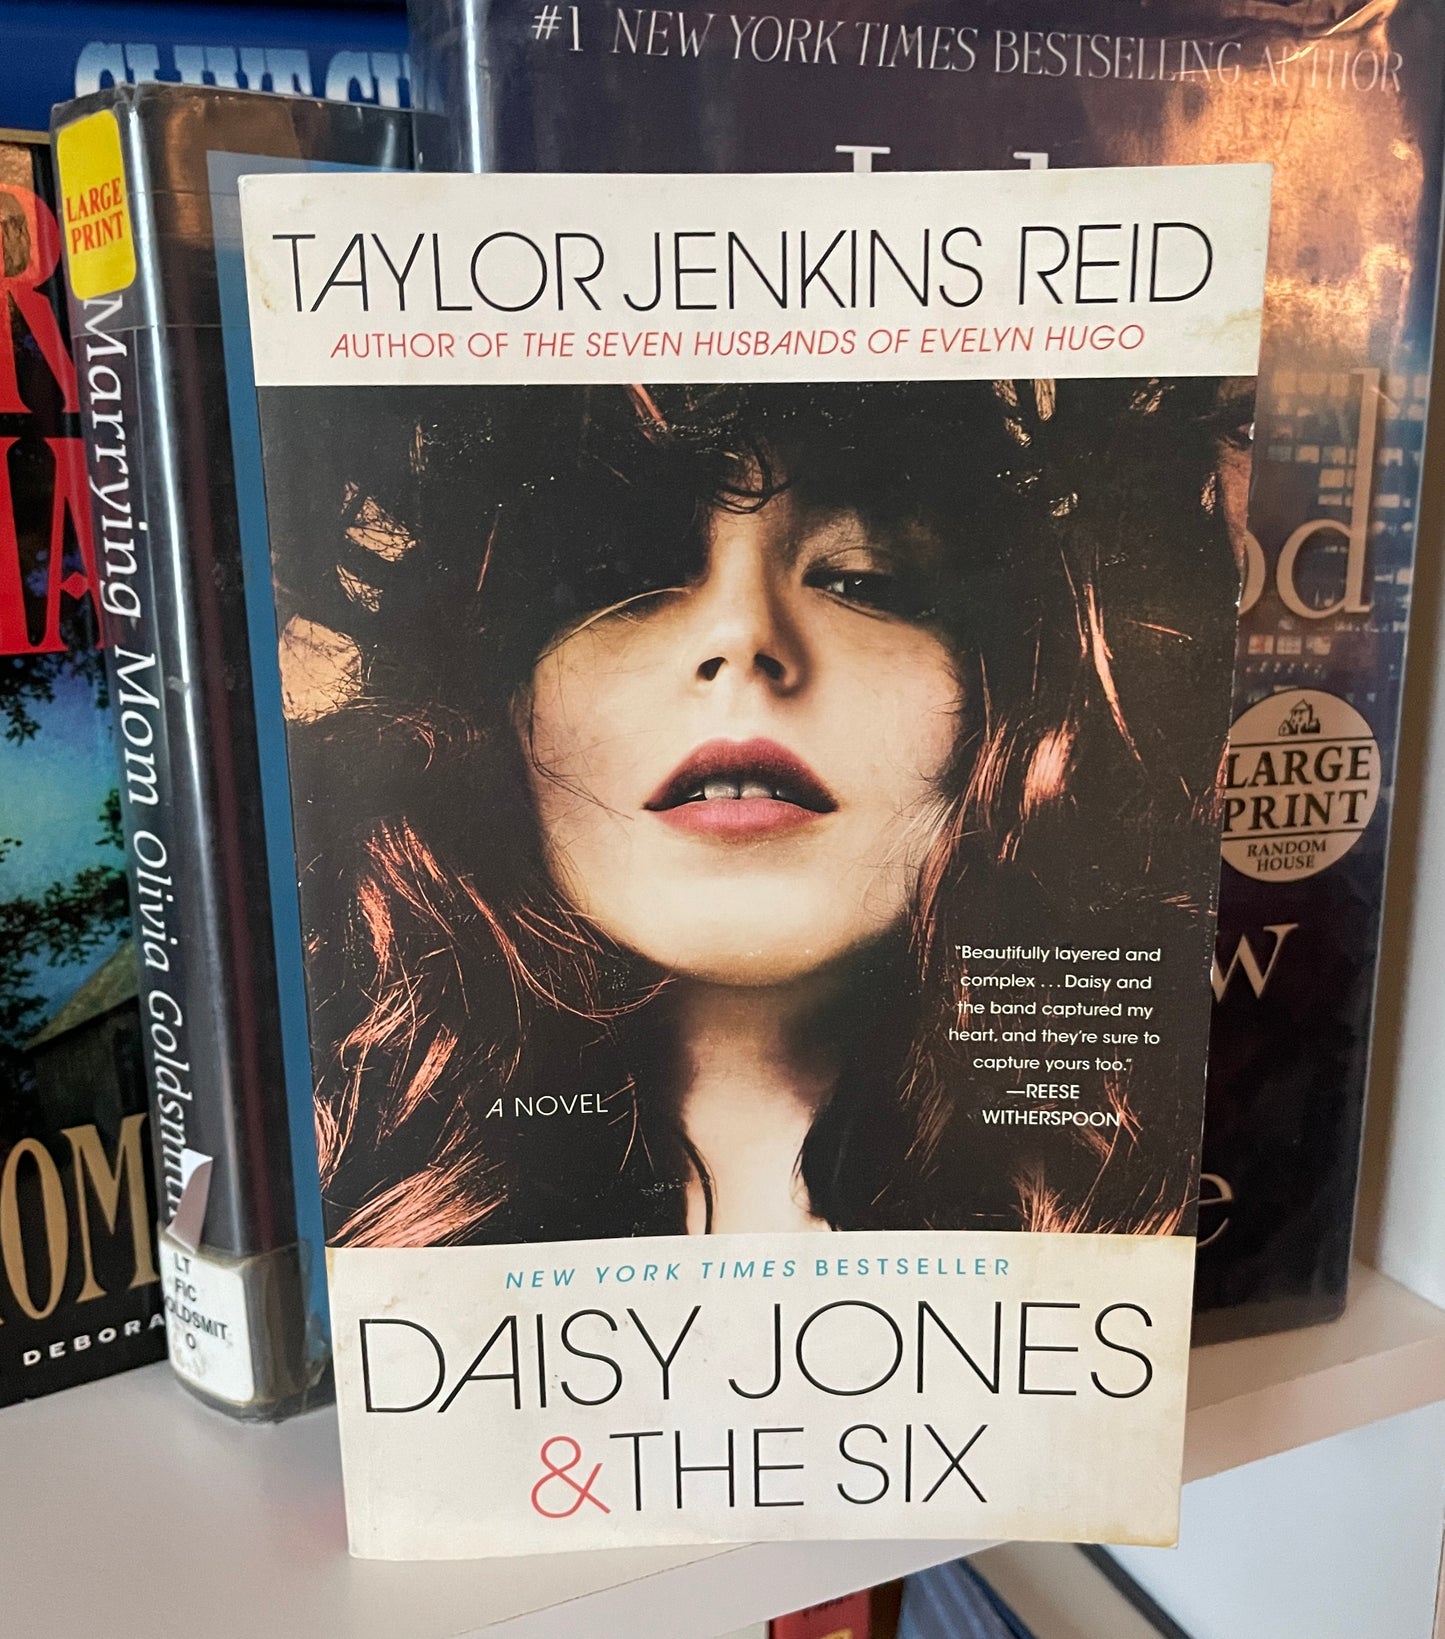 #1 NEW YORK TIMES BESTSELLING AUTHOR
TAYLOR JENKINS REID
AUTHOR OF THE SEVEN HUSBANDS OF EVELYN HUGO
"Beautifully layered and
complex . . . Daisy and
the band captured my
heart, and they're sure to
capture yours too."
—REESE
WITHERSPOON
A NOVEL
NEW YORK TIMES BESTSELLER
DAISY JONES
& THE SIX
LARGE
PRINT
Marrying Mom Olivia Goldsmith
LT
FIC
GOLDSMIT
O
OM
DEBORA
LARGE
PRINT
RANDOM
HOUSE
od
w
e